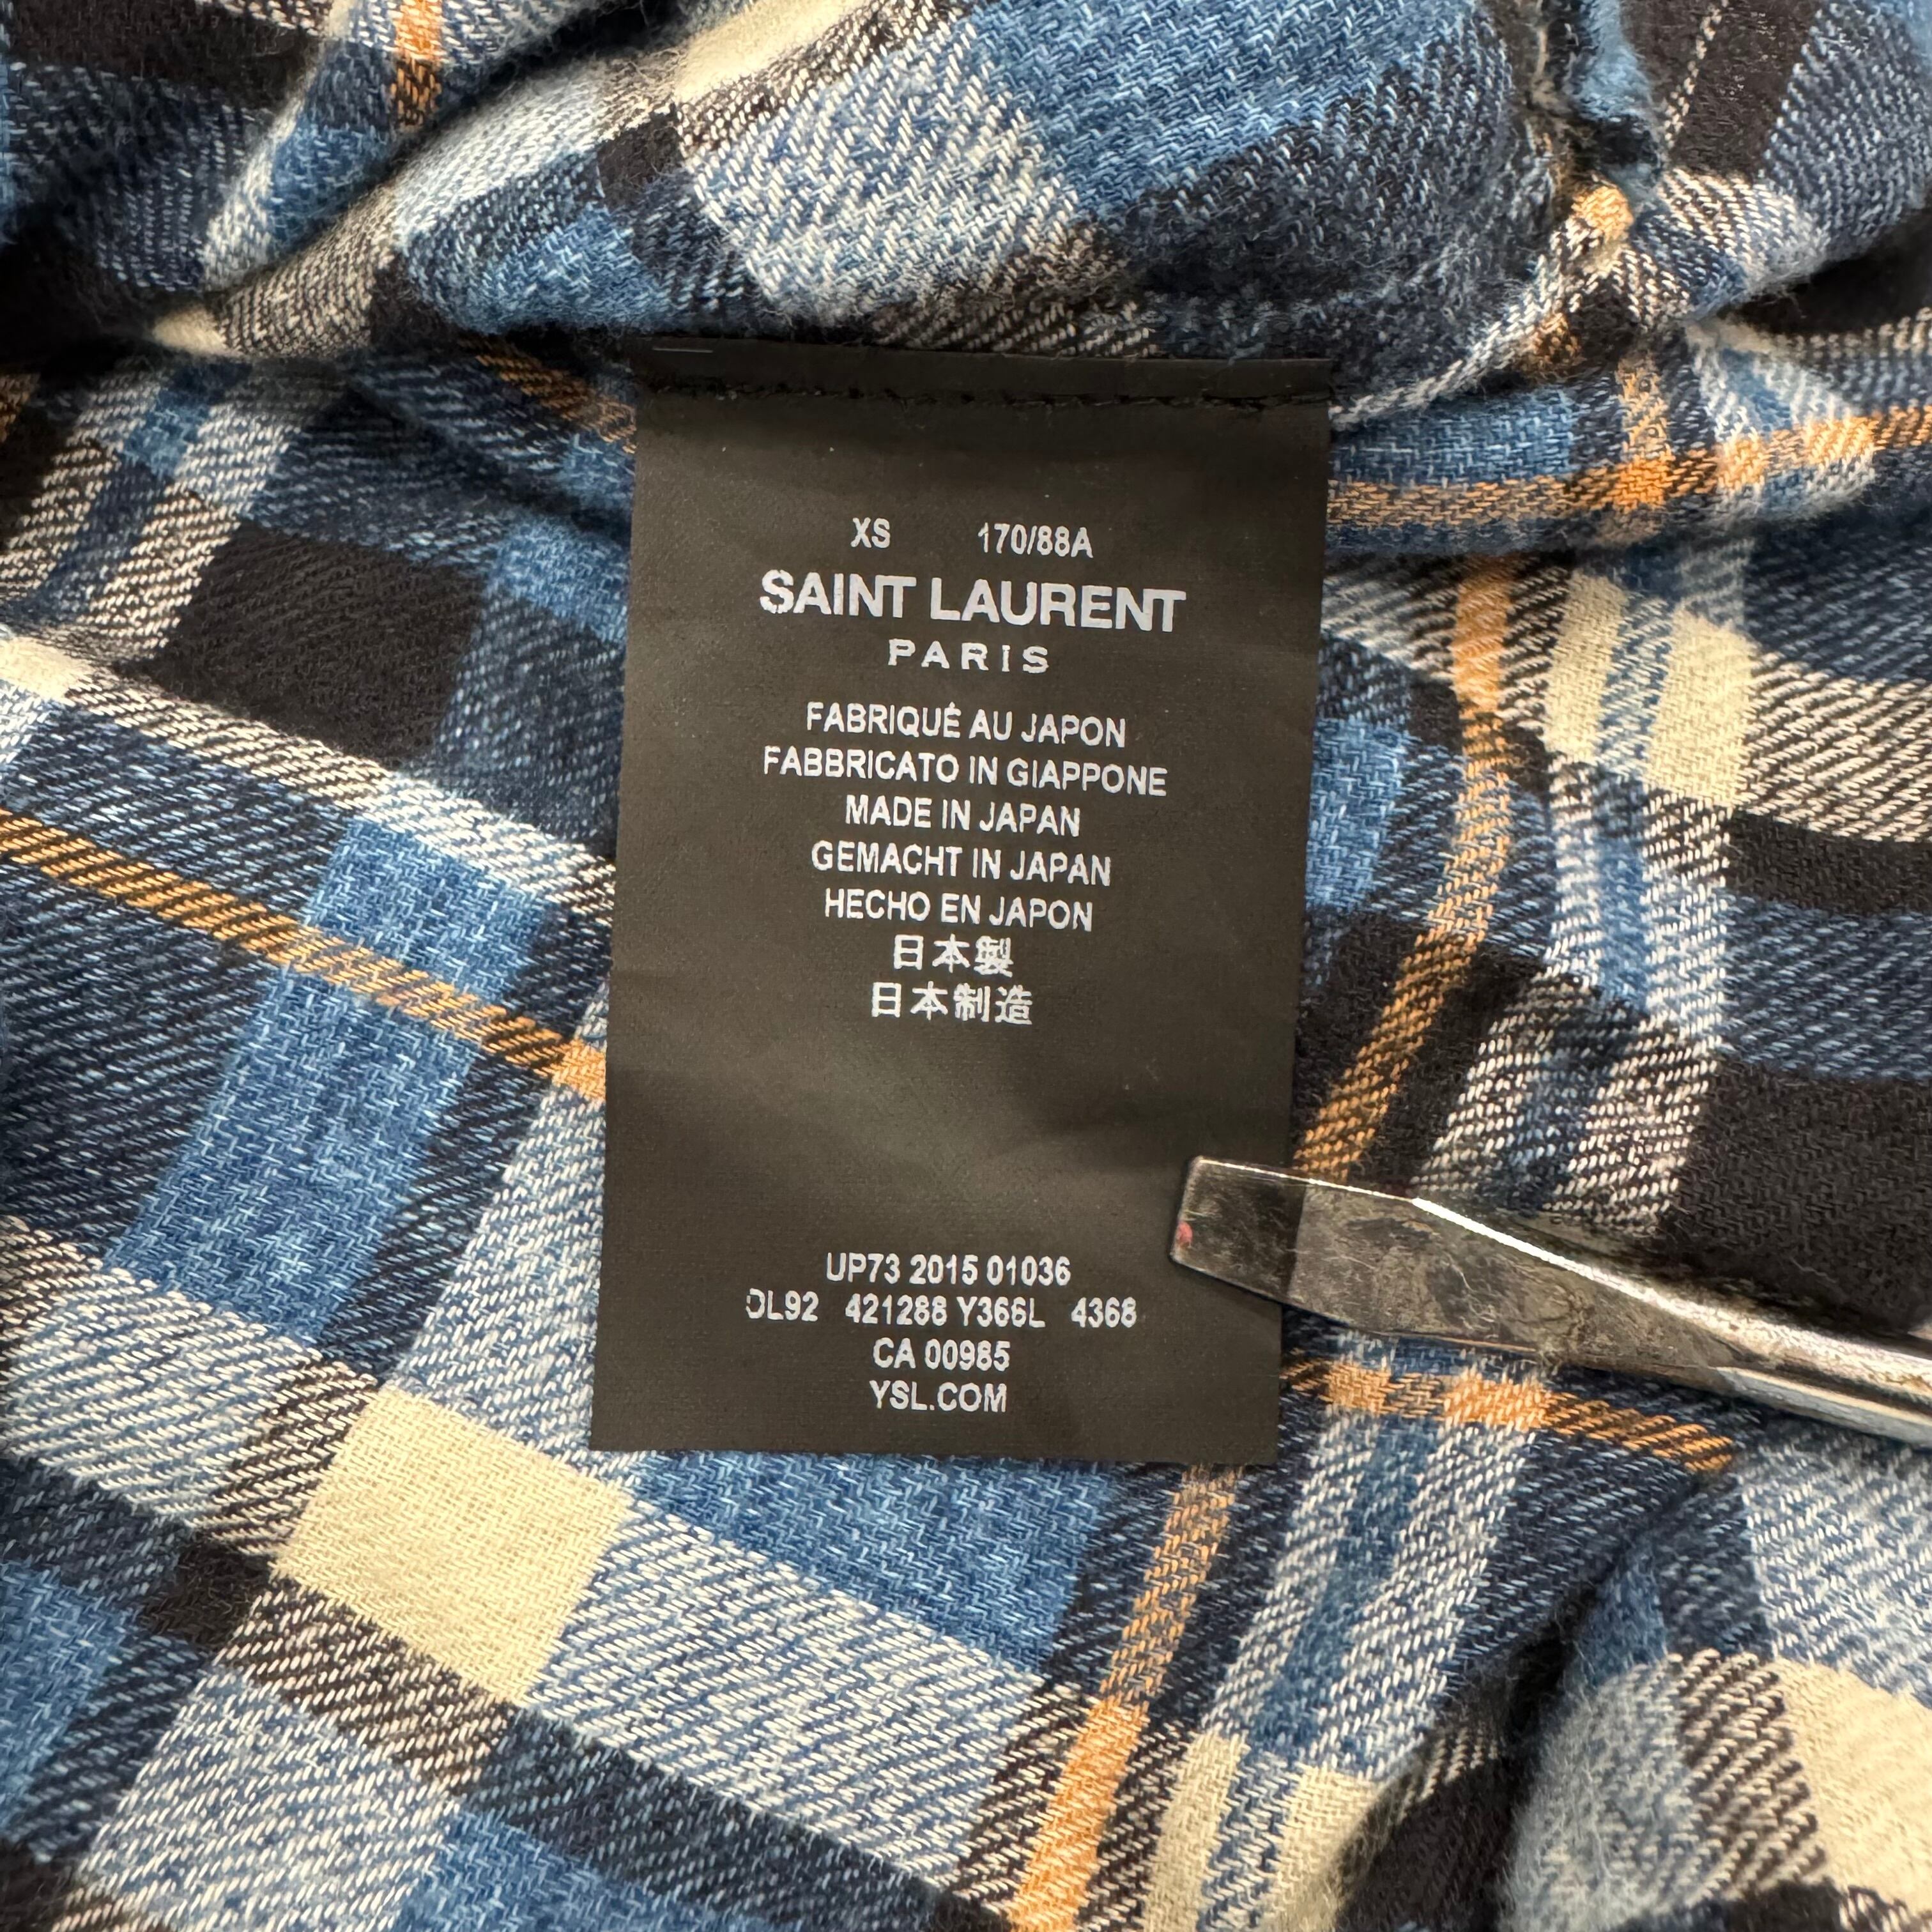 XS 170/88A
SAINT LAURENT
PARIS
FABRIQUÉ AU JAPON
FABBRICATO IN GIAPPONE
MADE IN JAPAN
GEMACHT IN JAPAN
HECHO EN JAPON
日本製
日本制造
UP73 2015 01036
DL92 421288 Y366L 4368
CA 00985
YSL.COM